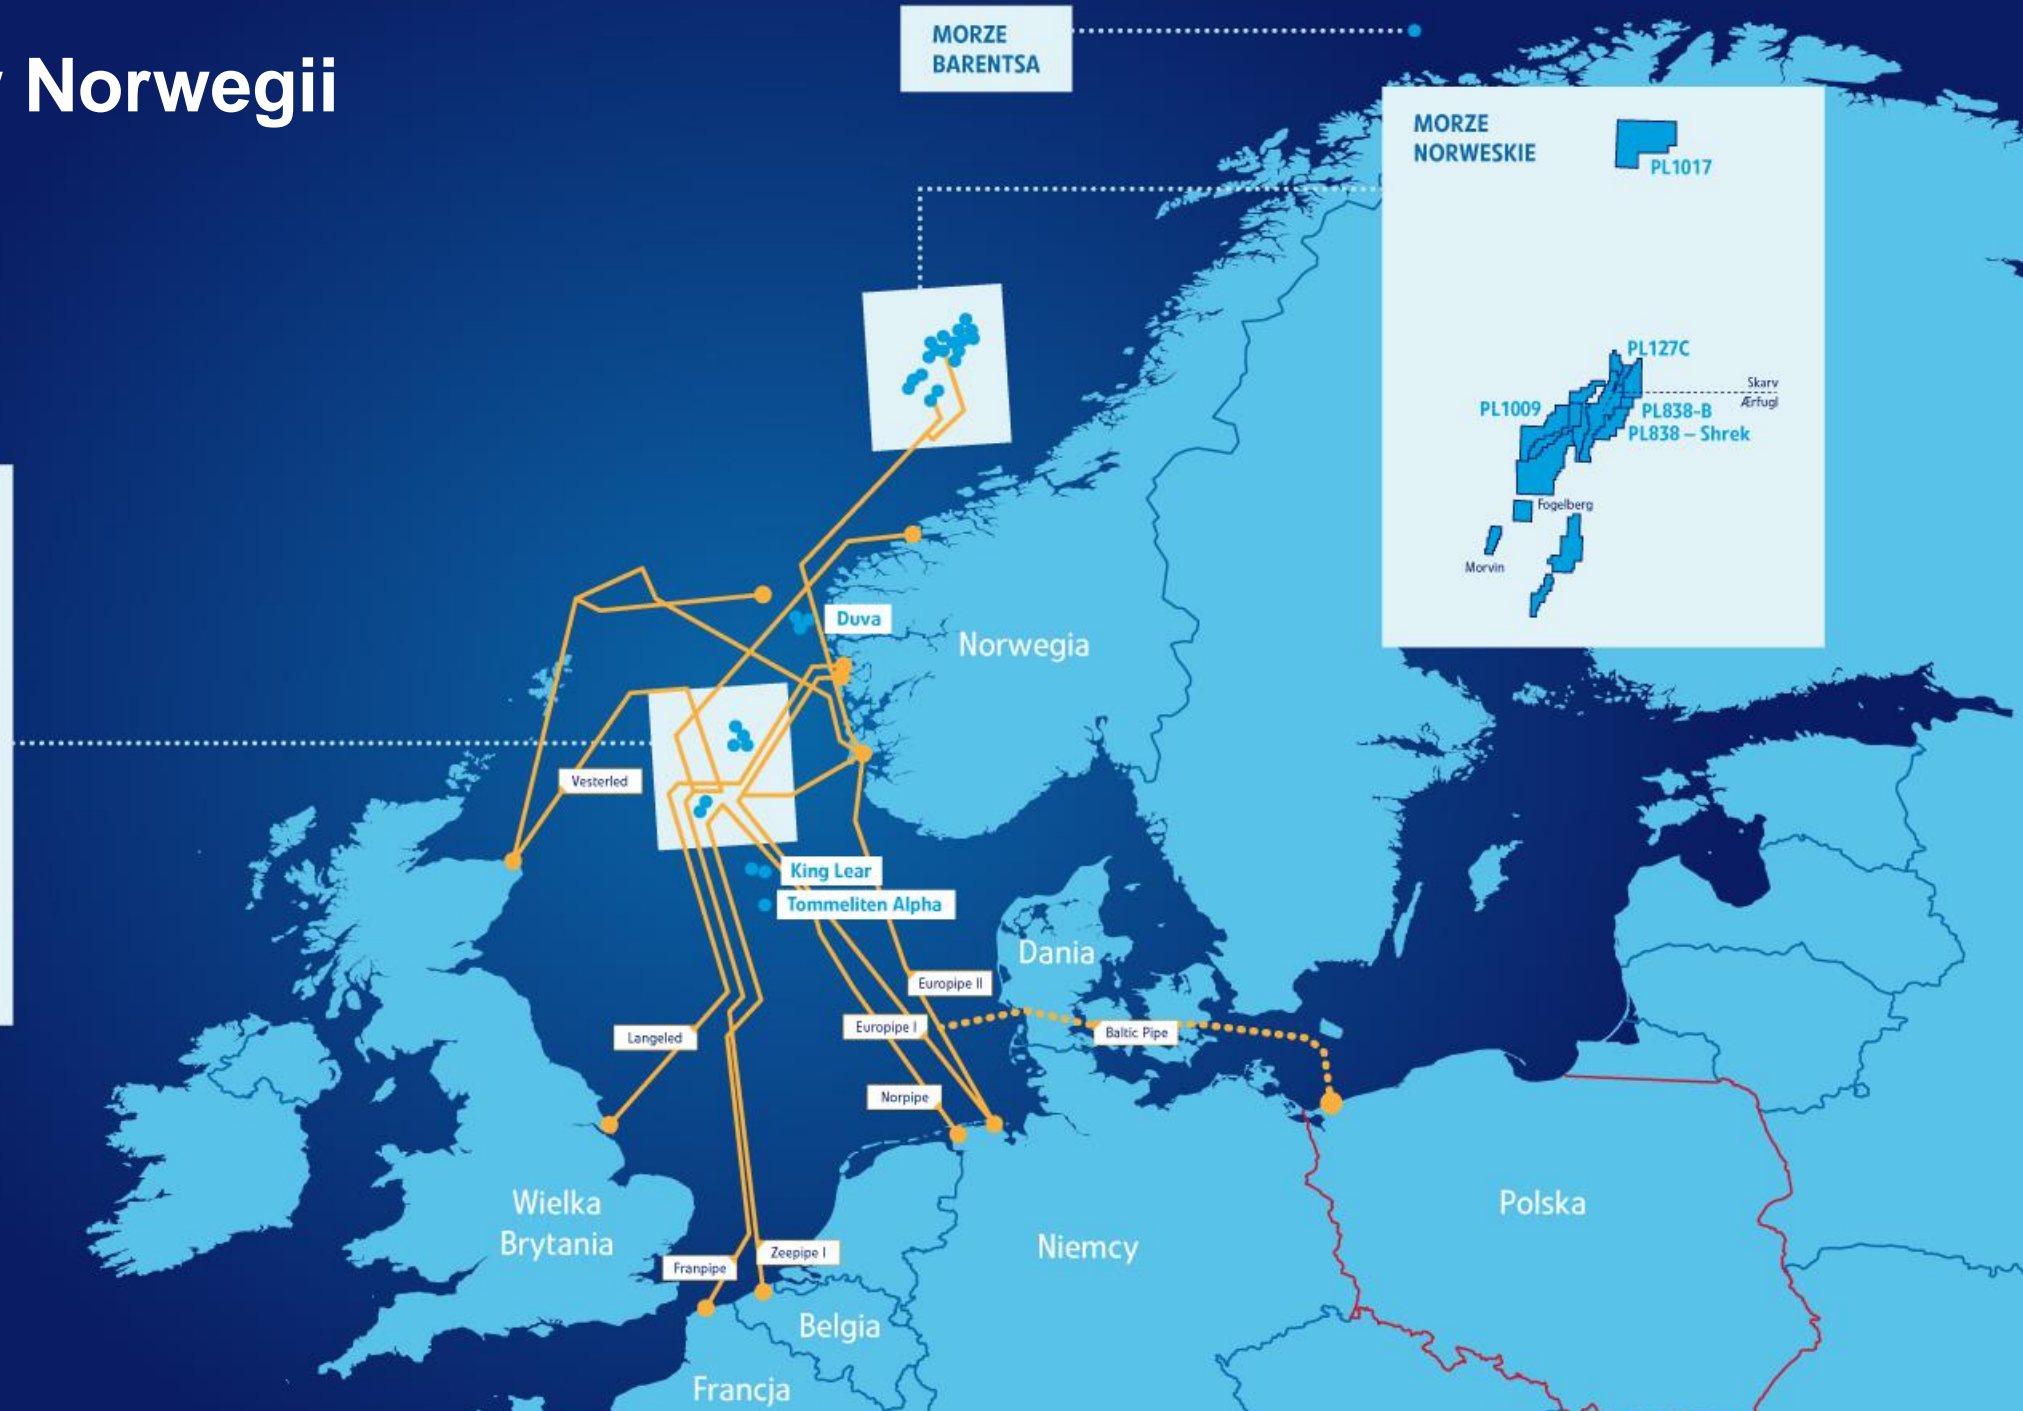 y Norwegii
MORZE
BARENTSA
MORZE
NORWESKIE
PL1017
PL127C
Skarv
Ærfugl
PL1009
PL838-B
PL838 – Shrek
Fogelberg
Morvin
Duva
Norwegia
Vesterled
King Lear
Tommeliten Alpha
Dania
Europipe II
Europipe I
Baltic Pipe
Langeled
Norpipe
Wielka
Brytania
Polska
Niemcy
Zeepipe I
Franpipe
Belgia
Francja